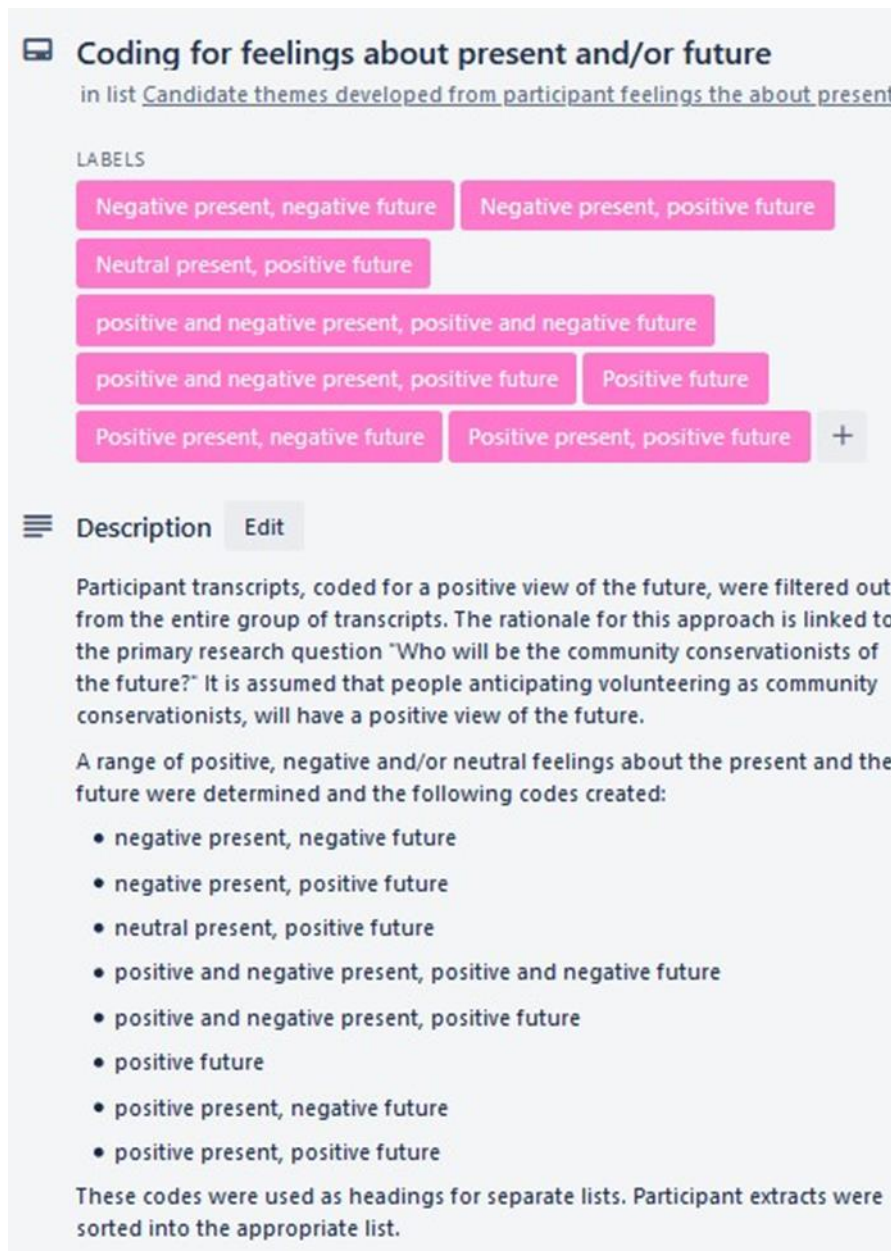 Coding for feelings about present and/or future
in list Candidate themes developed from participant feelings the about present
LABELS
Negative present, negative future Negative present, positive future
Neutral present, positive future
positive and negative present, positive and negative future
positive and negative present, positive future Positive future
Positive present, negative future Positive present, positive future +
Description Edit
Participant transcripts, coded for a positive view of the future, were filtered out
from the entire group of transcripts. The rationale for this approach is linked to
the primary research question "Who will be the community conservationists of
the future?" It is assumed that people anticipating volunteering as community
conservationists, will have a positive view of the future.
A range of positive, negative and/or neutral feelings about the present and the
future were determined and the following codes created:
• negative present, negative future
• negative present, positive future
• neutral present, positive future
• positive and negative present, positive and negative future
• positive and negative present, positive future
• positive future
• positive present, negative future
• positive present, positive future
These codes were used as headings for separate lists. Participant extracts were
sorted into the appropriate list.